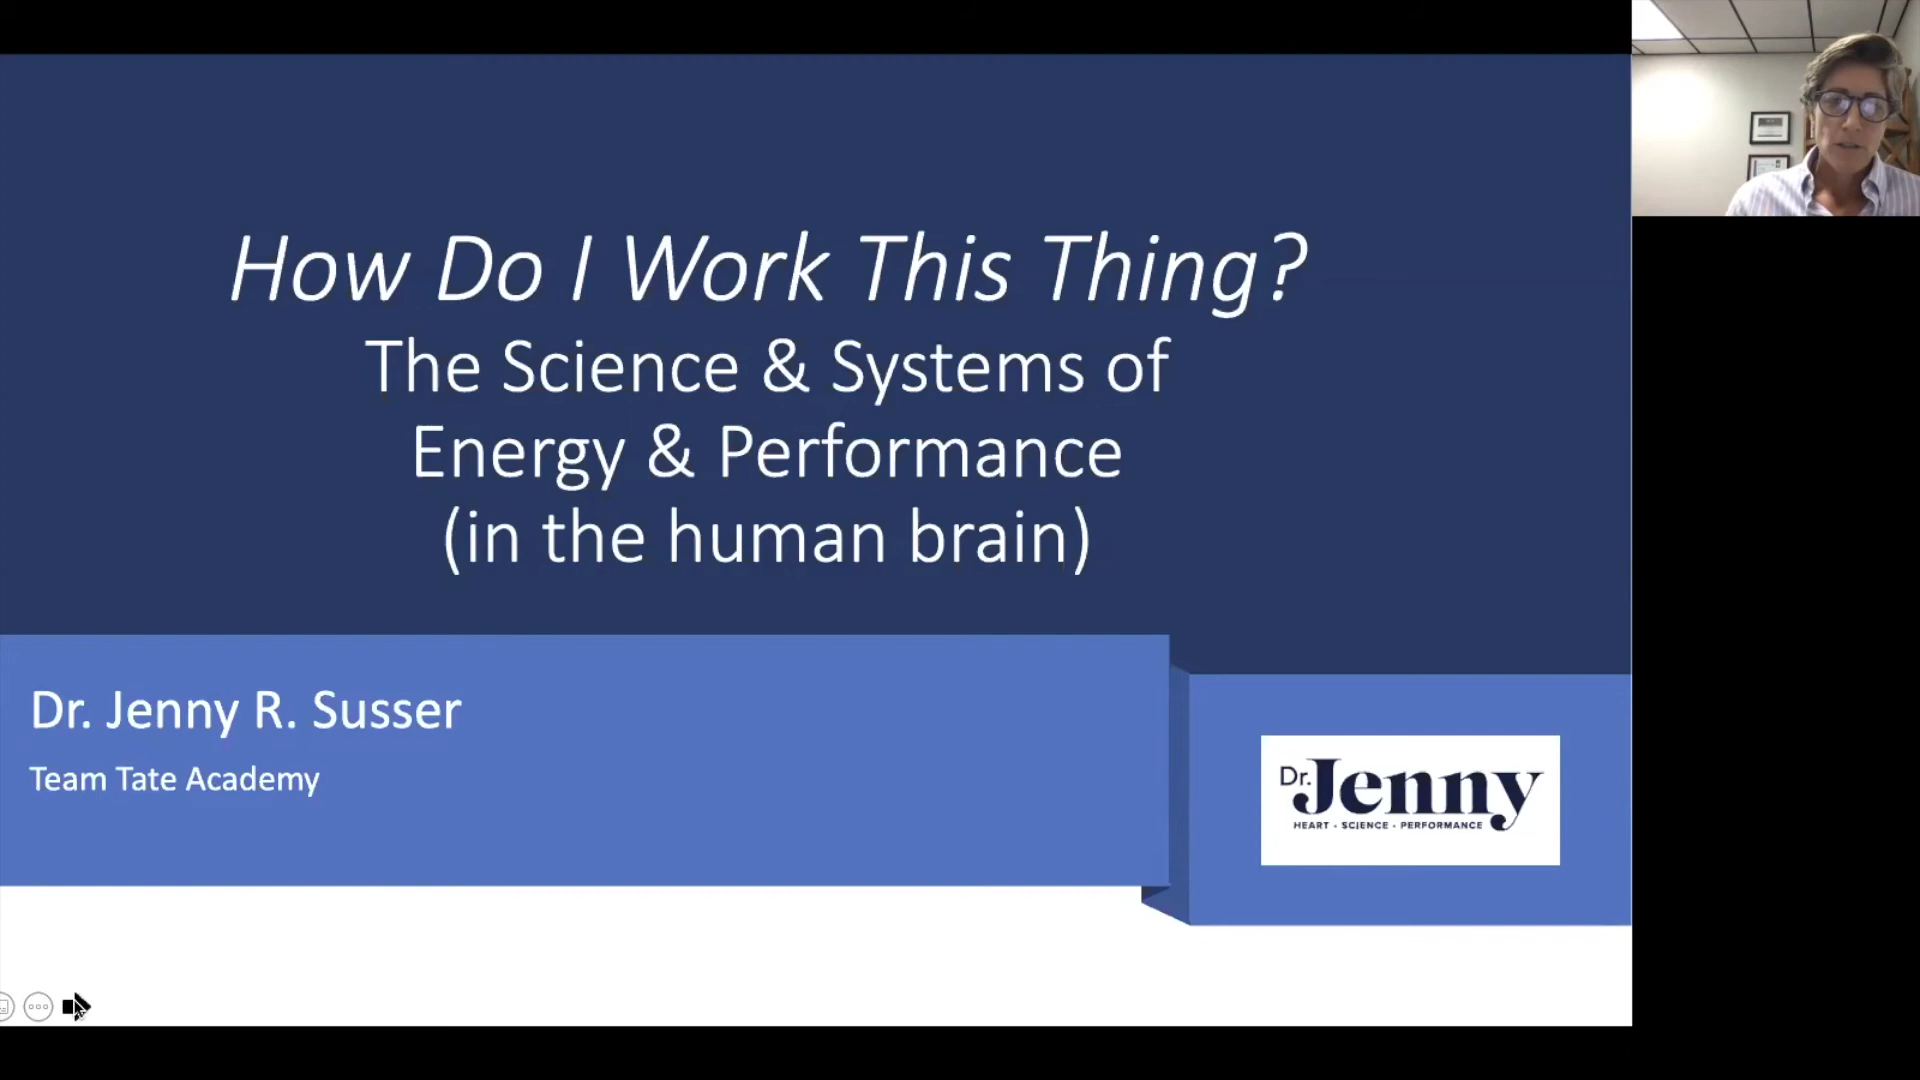 How Do I Work This Thing?
The Science & Systems of
Energy & Performance
(in the human brain)
Dr. Jenny R. Susser
Team Tate Academy
Dr. Jenny
HEART • SCIENCE • PERFORMANCE